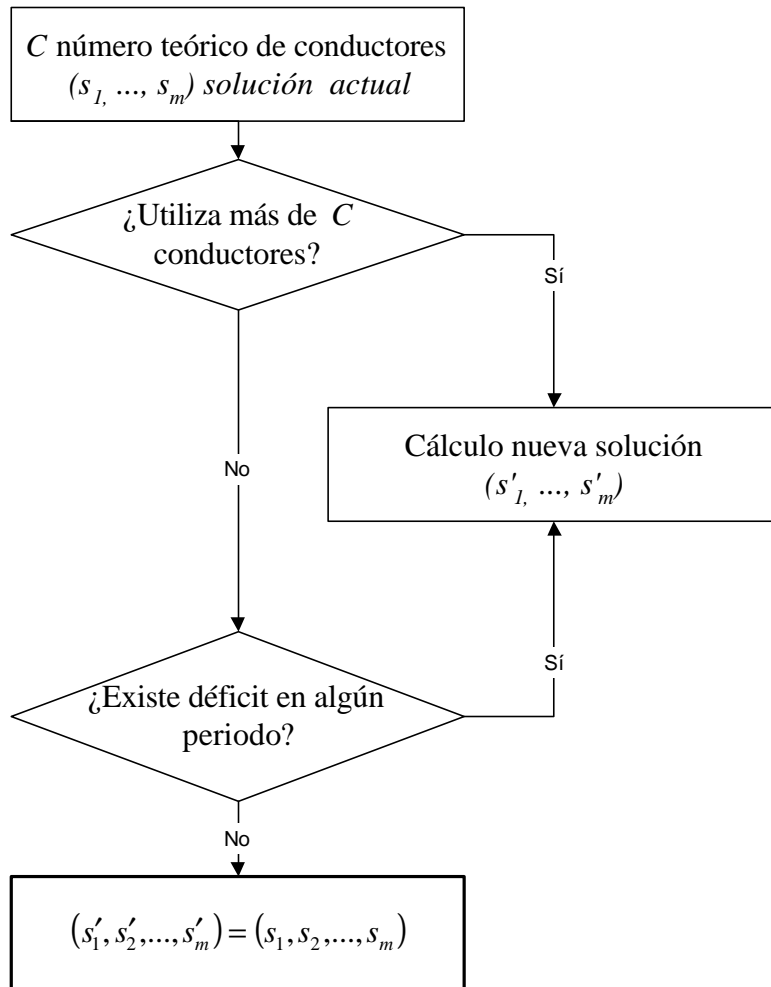 C número teórico de conductores
(s1, ..., sm) solución actual
¿Utiliza más de C
conductores?
Sí
Cálculo nueva solución
(s'1, ..., s'm)
No
Sí
¿Existe déficit en algún
periodo?
No
(s′1, s′2,..., s′m) = (s1, s2,..., sm)